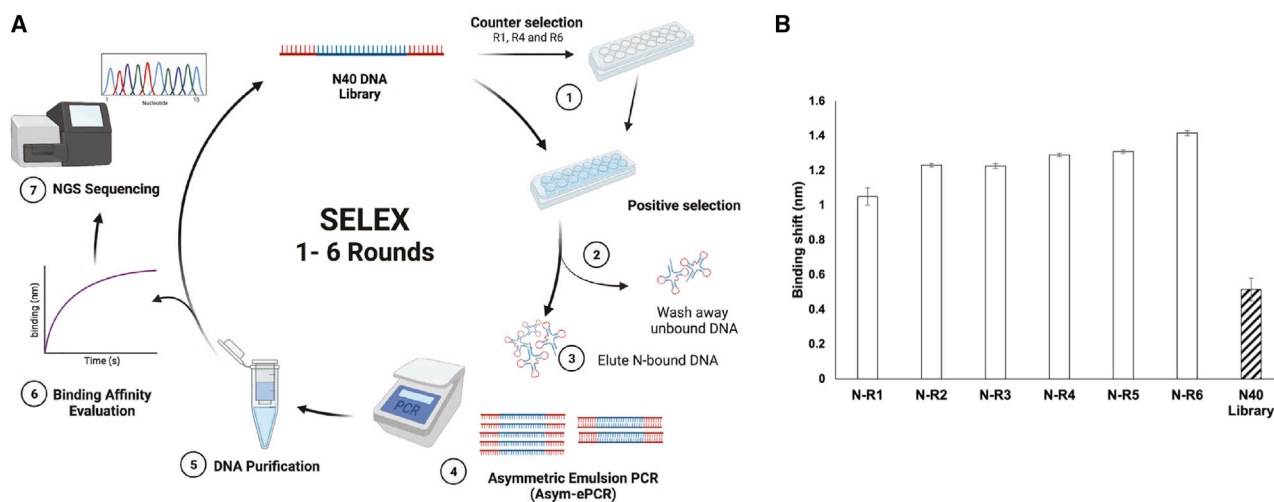 A
Counter selection
R1, R4 and R6
N40 DNA
Library
1
Nucleotide
1
10
7 NGS Sequencing
SELEX
1- 6 Rounds
Positive selection
2
Wash away
unbound DNA
3 Elute N-bound DNA
binding (nm)
Time (s)
6 Binding Affinity
Evaluation
PCR
5 DNA Purification
4 Asymmetric Emulsion PCR
(Asym-ePCR)
B
Binding shift (nm)
1.6
1.4
1.2
1
0.8
0.6
0.4
0.2
0
N-R1 N-R2 N-R3 N-R4 N-R5 N-R6 N40
Library